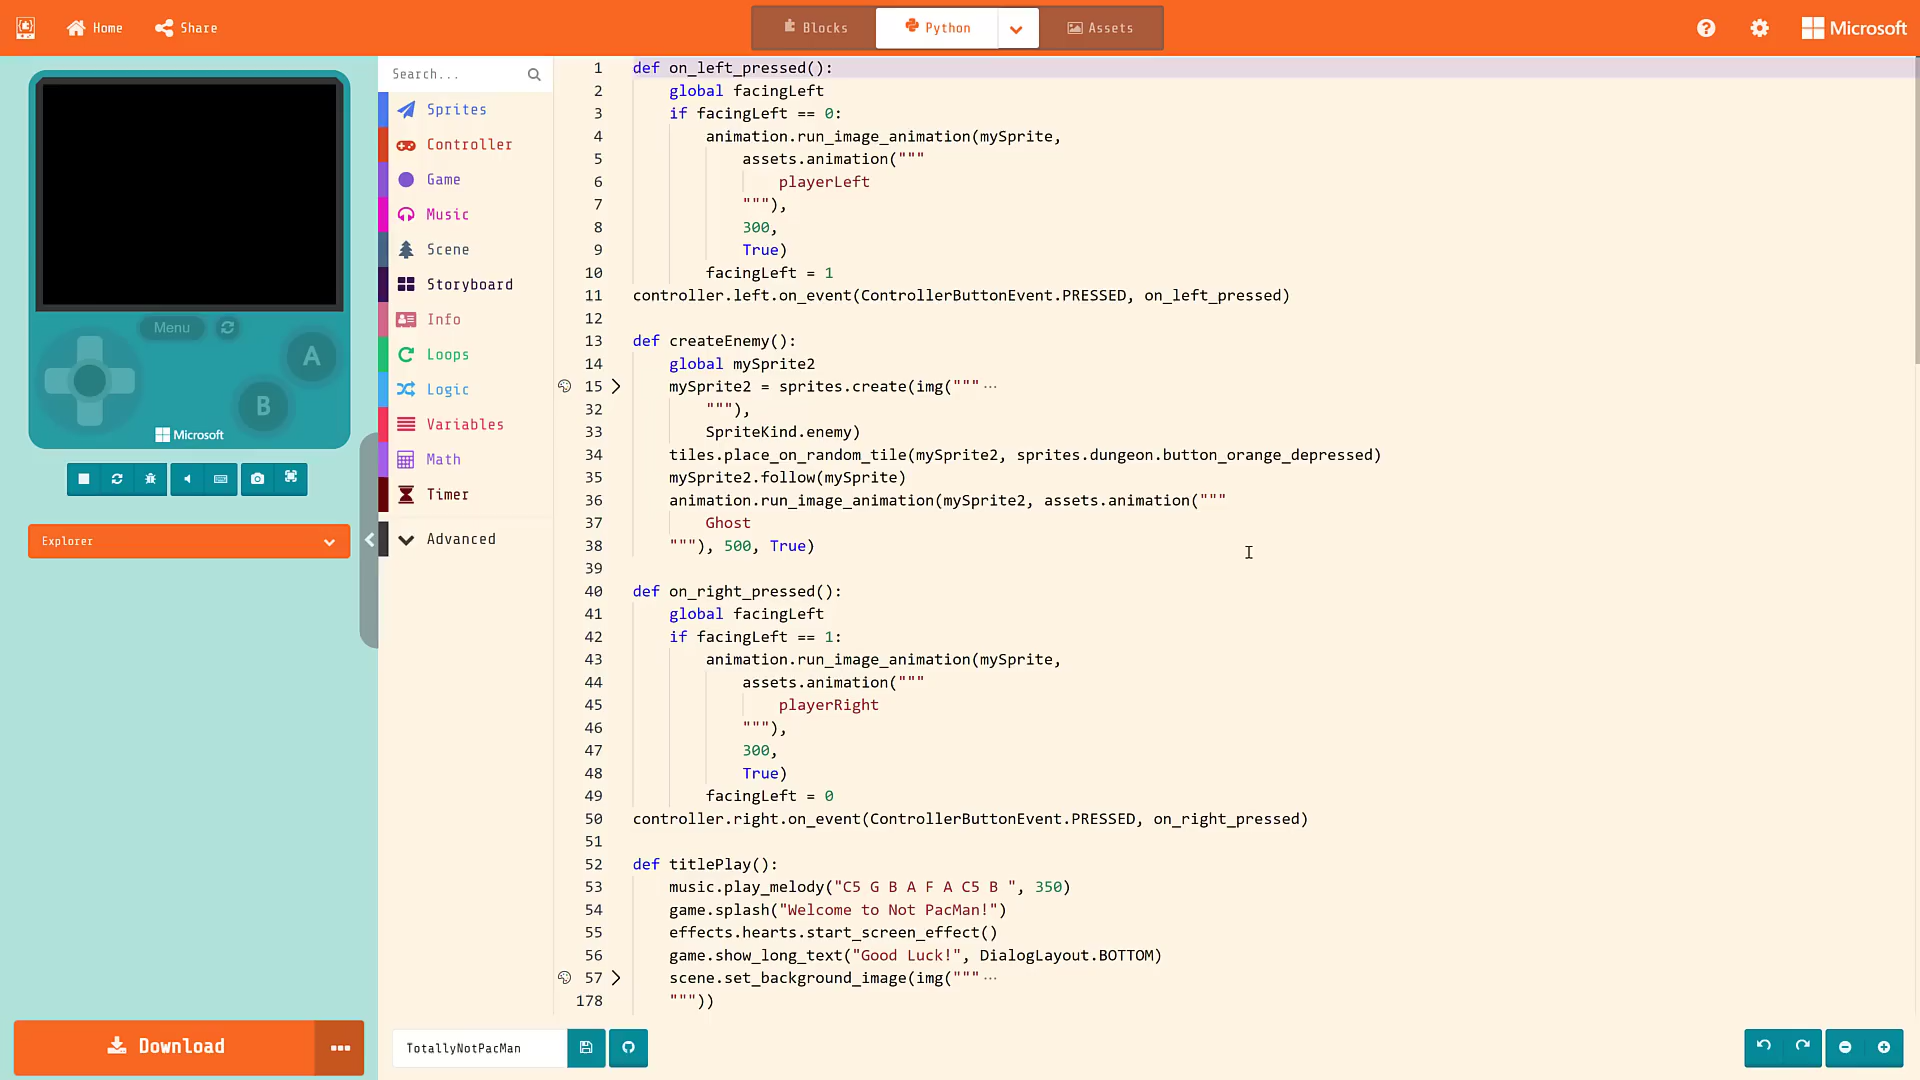 Home
Share
Blocks
Python
Assets
Microsoft
Menu
A
B
Microsoft
Explorer
Download
Search...
Sprites
Controller
Game
Music
Scene
Storyboard
Info
Loops
Logic
Variables
Math
Timer
Advanced
1 def on_left_pressed():
2 global facingLeft
3 if facingLeft == 0:
4 animation.run_image_animation(mySprite,
5 assets.animation("""
6 playerLeft
7 """),
8 300,
9 True)
10 facingLeft = 1
11 controller.left.on_event(ControllerButtonEvent.PRESSED, on_left_pressed)
12
13 def createEnemy():
14 global mySprite2
15 mySprite2 = sprites.create(img("""...
32 """),
33 SpriteKind.enemy)
34 tiles.place_on_random_tile(mySprite2, sprites.dungeon.button_orange_depressed)
35 mySprite2.follow(mySprite)
36 animation.run_image_animation(mySprite2, assets.animation("""
37 Ghost
38 """), 500, True)
39
40 def on_right_pressed():
41 global facingLeft
42 if facingLeft == 1:
43 animation.run_image_animation(mySprite,
44 assets.animation("""
45 playerRight
46 """),
47 300,
48 True)
49 facingLeft = 0
50 controller.right.on_event(ControllerButtonEvent.PRESSED, on_right_pressed)
51
52 def titlePlay():
53 music.play_melody("C5 G B A F A C5 B ", 350)
54 game.splash("Welcome to Not PacMan!")
55 effects.hearts.start_screen_effect()
56 game.show_long_text("Good Luck!", DialogLayout.BOTTOM)
57 scene.set_background_image(img("""...
178 """))
TotallyNotPacMan